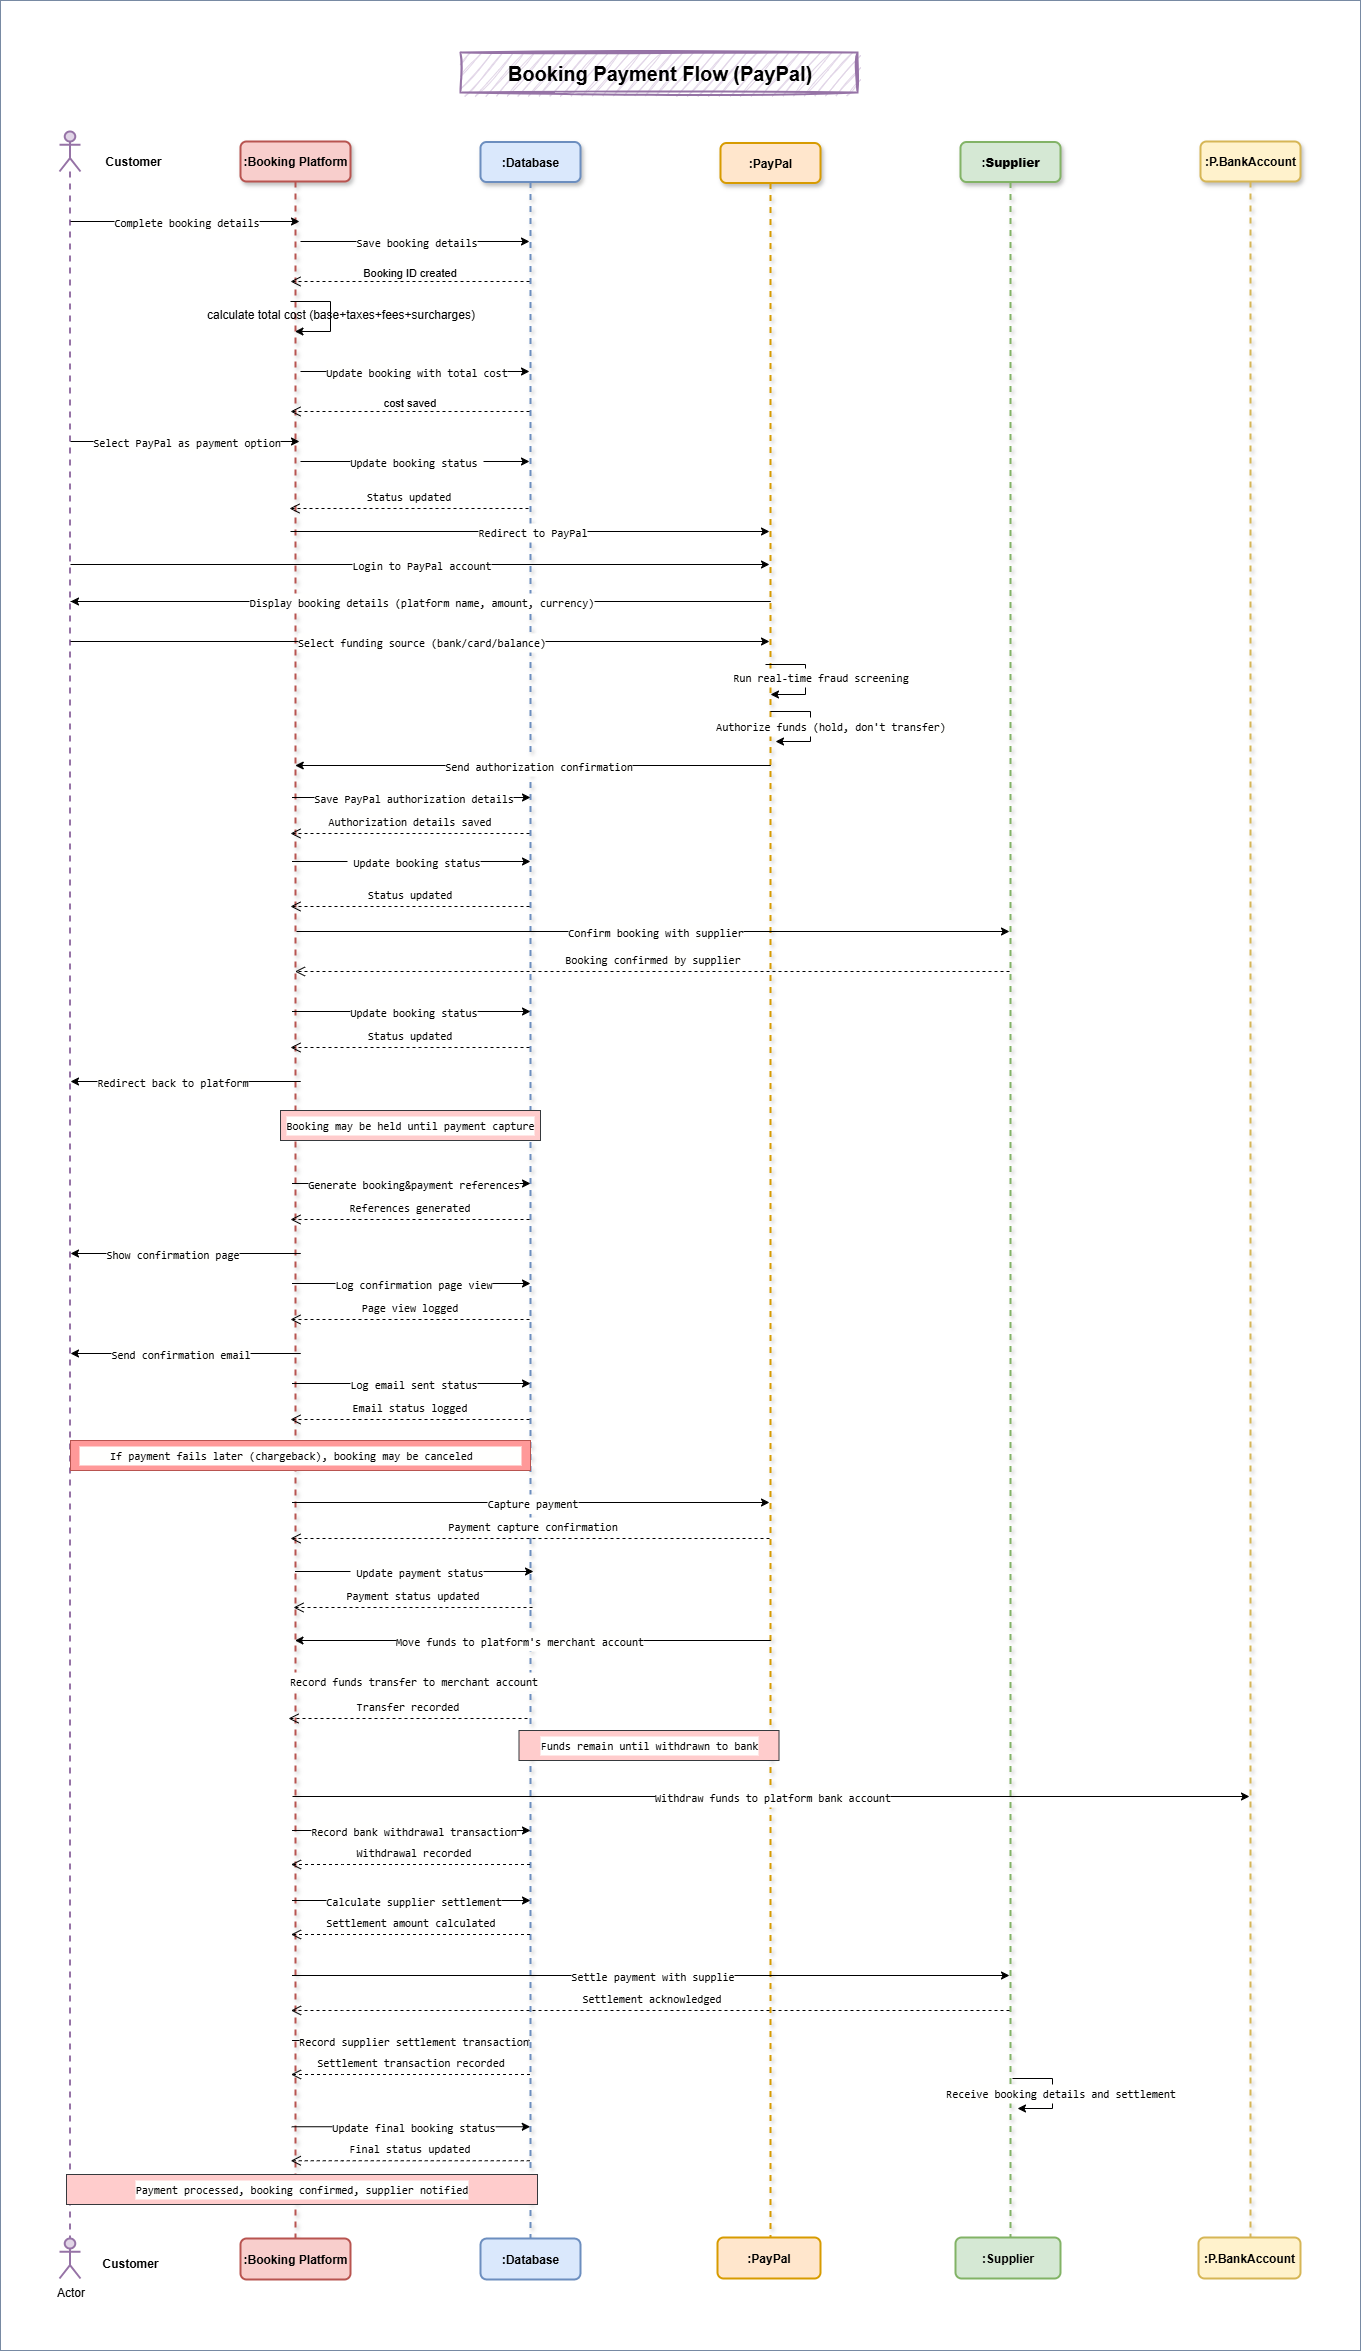 Booking Payment Flow (PayPal)
Customer
:Booking Platform
:Database
:PayPal
:Supplier
:P.BankAccount
Complete booking details
Save booking details
Booking ID created
calculate total cost (base+taxes+fees+surcharges)
Update booking with total cost
cost saved
Select PayPal as payment option
Update booking status
Status updated
Redirect to PayPal
Login to PayPal account
Display booking details (platform name, amount, currency)
Select funding source (bank/card/balance)
Run real-time fraud screening
Authorize funds (hold, don't transfer)
Send authorization confirmation
Save PayPal authorization details
Authorization details saved
Update booking status
Status updated
Confirm booking with supplier
Booking confirmed by supplier
Update booking status
Status updated
Redirect back to platform
Booking may be held until payment capture
Generate booking&payment references
References generated
Show confirmation page
Log confirmation page view
Page view logged
Send confirmation email
Log email sent status
Email status logged
If payment fails later (chargeback), booking may be canceled
Capture payment
Payment capture confirmation
Update payment status
Payment status updated
Move funds to platform's merchant account
Record funds transfer to merchant account
Transfer recorded
Funds remain until withdrawn to bank
Withdraw funds to platform bank account
Record bank withdrawal transaction
Withdrawal recorded
Calculate supplier settlement
Settlement amount calculated
Settle payment with supplie
Settlement acknowledged
Record supplier settlement transaction
Settlement transaction recorded
Receive booking details and settlement
Update final booking status
Final status updated
Payment processed, booking confirmed, supplier notified
Customer
:Booking Platform
:Database
:PayPal
:Supplier
:P.BankAccount
Actor